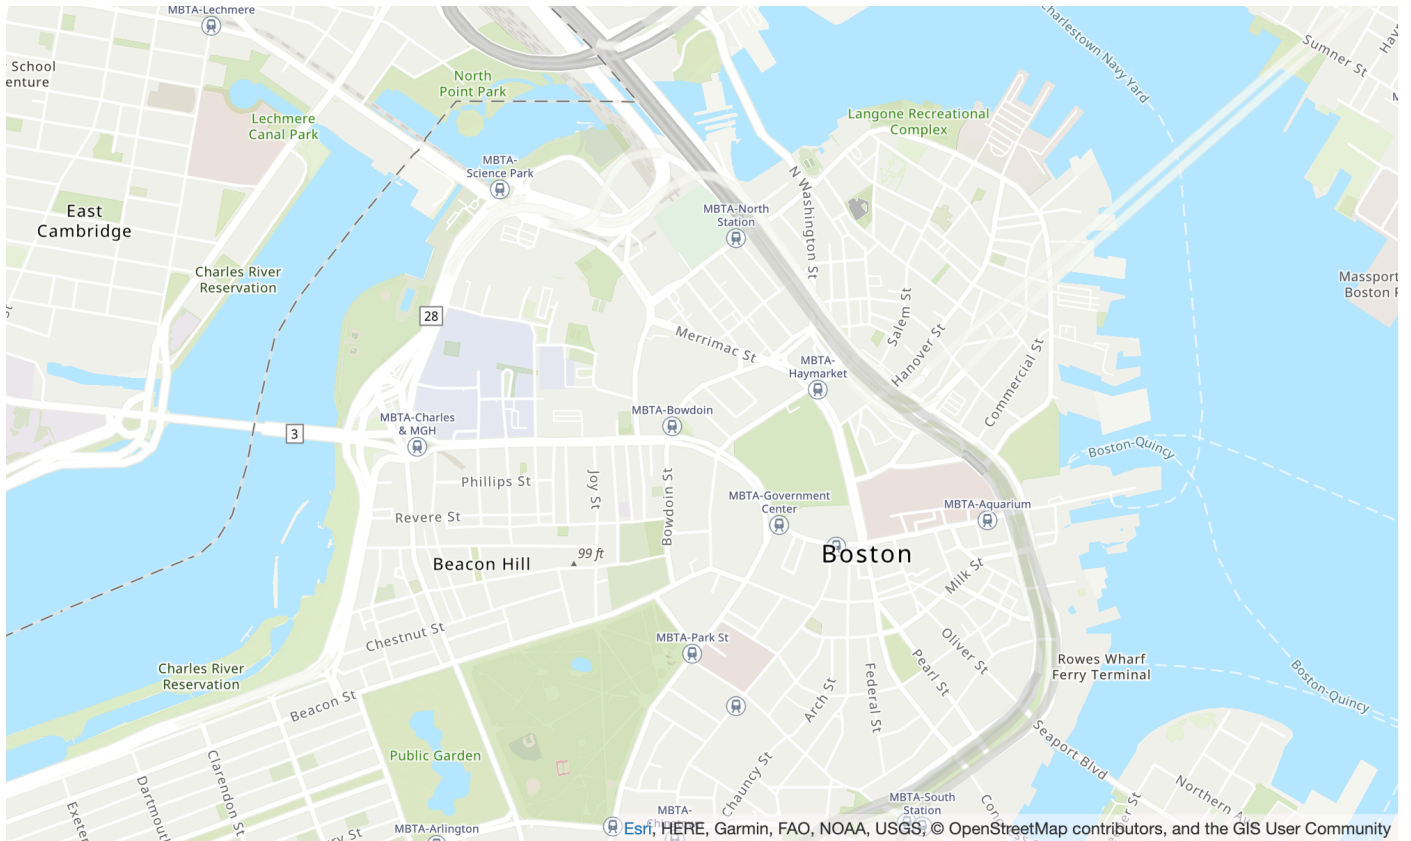 MBTA-Lechmere
Charlestown Navy Yard
Sumner St
School
enture
North
Point Park
Lechmere
Canal Park
Langone Recreational
Complex
MBTA-
Science Park
N Washington St
MBTA-North
Station
East
Cambridge
Charles River
Reservation
Massport
Boston
28
Salem St
Hanover St
Merrimac St
MBTA-
Haymarket
Commercial St
MBTA-Charles
& MGH
MBTA-Bowdoin
3
Boston-Quincy
Phillips St
Joy St
Bowdoin St
MBTA-Government
Center
MBTA-Aquarium
Revere St
Boston
99 ft
Beacon Hill
Milk St
Chestnut St
MBTA-Park St
Oliver St
Rowes Wharf
Ferry Terminal
Charles River
Reservation
Pearl St
Federal St
Arch St
Boston-Quincy
Beacon St
Seaport Blvd
Public Garden
Clarendon St
Dartmouth
Chauncy St
Northern Av
Exeter
MBTA-South
Station
MBTA-
MBTA-Arlington
Esri, HERE, Garmin, FAO, NOAA, USGS, © OpenStreetMap contributors, and the GIS User Community